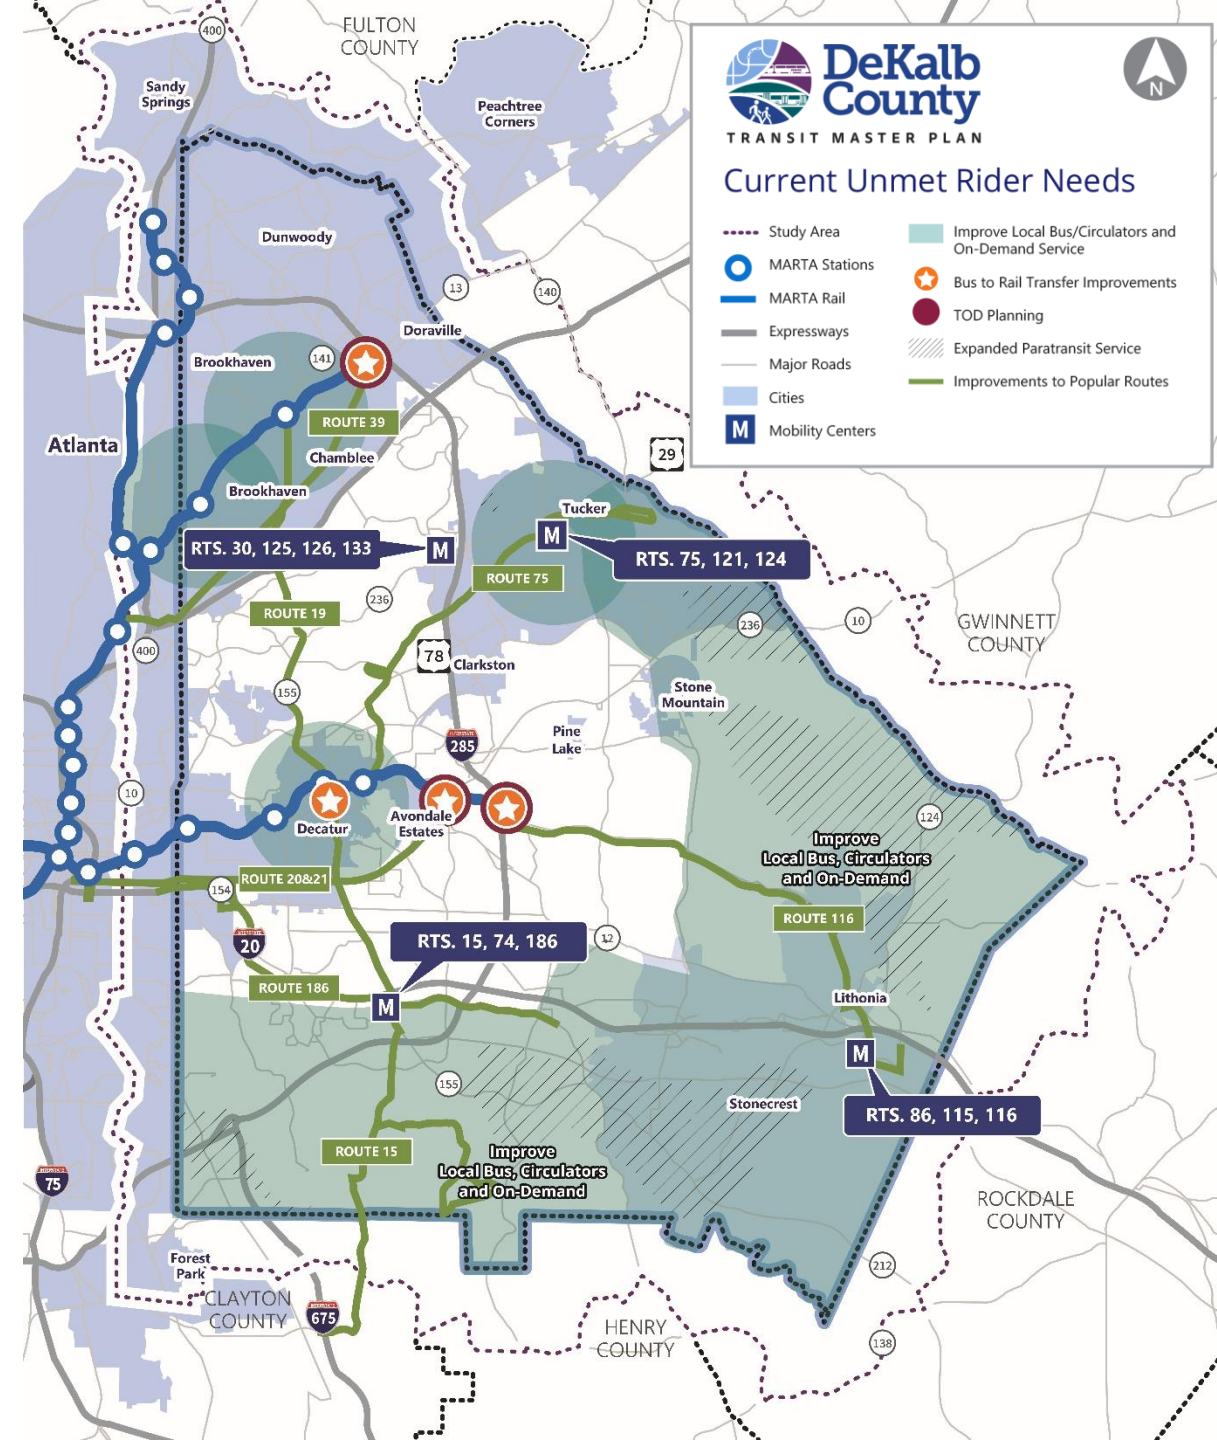 FULTON
COUNTY
400
Sandy
Springs
Peachtree
Corners
DeKalb
County
TRANSIT MASTER PLAN
N
Current Unmet Rider Needs
Study Area
MARTA Stations
MARTA Rail
Expressways
Major Roads
Cities
M
Mobility Centers
Improve Local Bus/Circulators and
On-Demand Service
Bus to Rail Transfer Improvements
TOD Planning
Expanded Paratransit Service
Improvements to Popular Routes
Dunwoody
13
140
Doraville
Brookhaven
141
ROUTE 39
Atlanta
Chamblee
29
Brookhaven
Tucker
RTS. 30, 125, 126, 133
M
M
RTS. 75, 121, 124
ROUTE 75
236
ROUTE 19
236
10
GWINNETT
COUNTY
400
78
Clarkston
155
Stone
Mountain
Pine
Lake
INTERSTATE
285
10
Decatur
Avondale
Estates
124
Improve
Local Bus, Circulators
and On-Demand
ROUTE 20&21
154
ROUTE 116
INTERSTATE
20
RTS. 15, 74, 186
12
ROUTE 186
M
Lithonia
M
155
Stonecrest
RTS. 86, 115, 116
ROUTE 15
Improve
Local Bus, Circulators
and On-Demand
INTERSTATE
75
ROCKDALE
COUNTY
Forest
Park
212
CLAYTON
COUNTY
INTERSTATE
675
HENRY
COUNTY
138